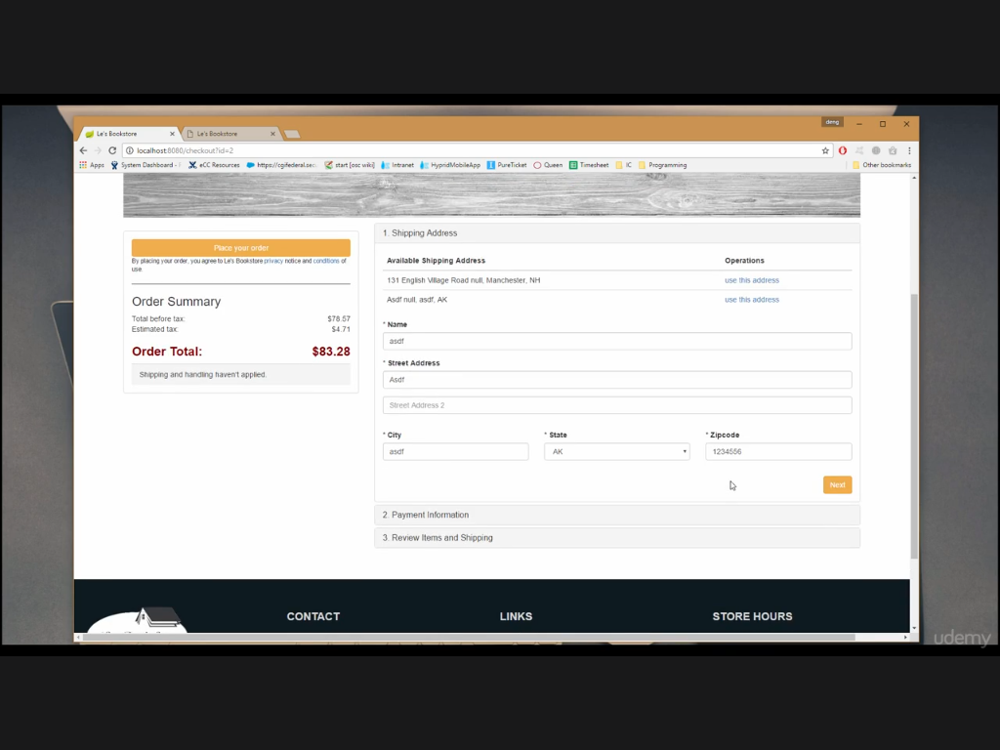 deng
Le's Bookstore
Le's Bookstore
localhost:8080/checkout?id=2
Apps
System Dashboard -
eCC Resources
https://cgifederal.sec
start [osc wiki]
Intranet
HypridMobileApp
PureTicket
Queen
Timesheet
IC
Programming
Other bookmarks
Place your order
By placing your order, you agree to Le's Bookstore privacy notice and conditions of
use.
Order Summary
Total before tax: $78.57
Estimated tax: $4.71
Order Total: $83.28
Shipping and handling haven't applied.
1. Shipping Address
Available Shipping Address Operations
131 English Village Road null, Manchester, NH use this address
Asdf null, asdf, AK use this address
* Name
asdf
* Street Address
Asdf
Street Address 2
* City * State * Zipcode
asdf AK 1234556
Next
2. Payment Information
3. Review Items and Shipping
CONTACT LINKS STORE HOURS
udemy